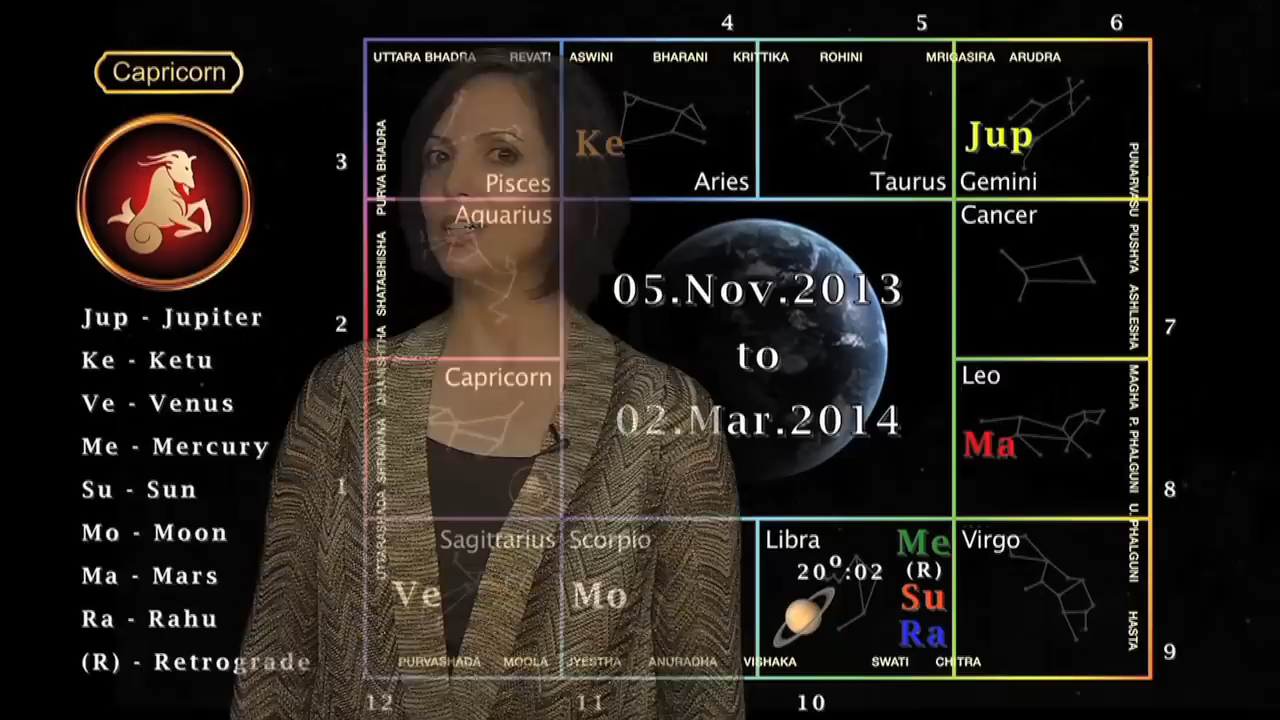 Capricorn
Jup - Jupiter
Ke - Ketu
Ve - Venus
Me - Mercury
Su - Sun
Mo - Moon
Ma - Mars
Ra - Rahu
(R) - Retrograde
4 5 6
UTTARA BHADRA REVATI ASWINI BHARANI KRITTIKA ROHINI MRIGASIRA ARUDRA
3
PURVA BHADRA
Ke
Jup
PUNARVASU
Pisces Aries Taurus Gemini
Aquarius Cancer
SHATABHISHA
PUSHYA
ASHLESHA
05.Nov.2013
to
02.Mar.2014
2 7
DHANISHTHA
Capricorn Leo
MAGHA
P. PHALGUNI
Ma
SRAVANA
1 8
UTTARASHADA
U. PHALGUNI
Sagittarius Scorpio Libra Me Virgo
20º:02 (R)
Ve Mo Su
Ra
HASTA
9
PURVASHADA MOOLA JYESTHA ANURADHA VISHAKA SWATI CHITRA
12 11 10